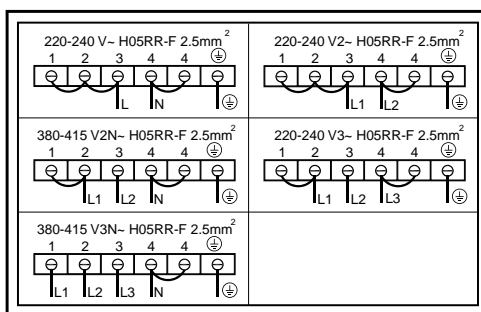 220-240 V~ H05RR-F 2.5mm²
1 2 3 4 4
L N
220-240 V2~ H05RR-F 2.5mm²
1 2 3 4 4
L1 L2
380-415 V2N~ H05RR-F 2.5mm²
1 2 3 4 4
L1 L2 N
220-240 V3~ H05RR-F 2.5mm²
1 2 3 4 4
L1 L2 L3
380-415 V3N~ H05RR-F 2.5mm²
1 2 3 4 4
L1 L2 L3 N